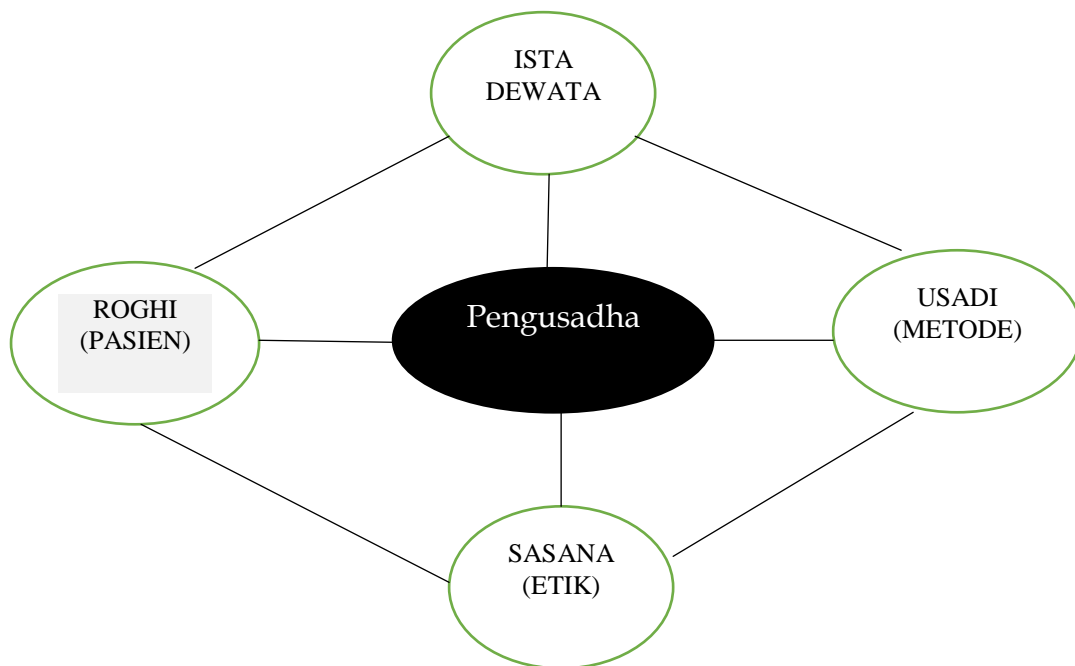 ISTA
DEWATA
ROGHI
(PASIEN)
Pengusadha
USADI
(METODE)
SASANA
(ETIK)